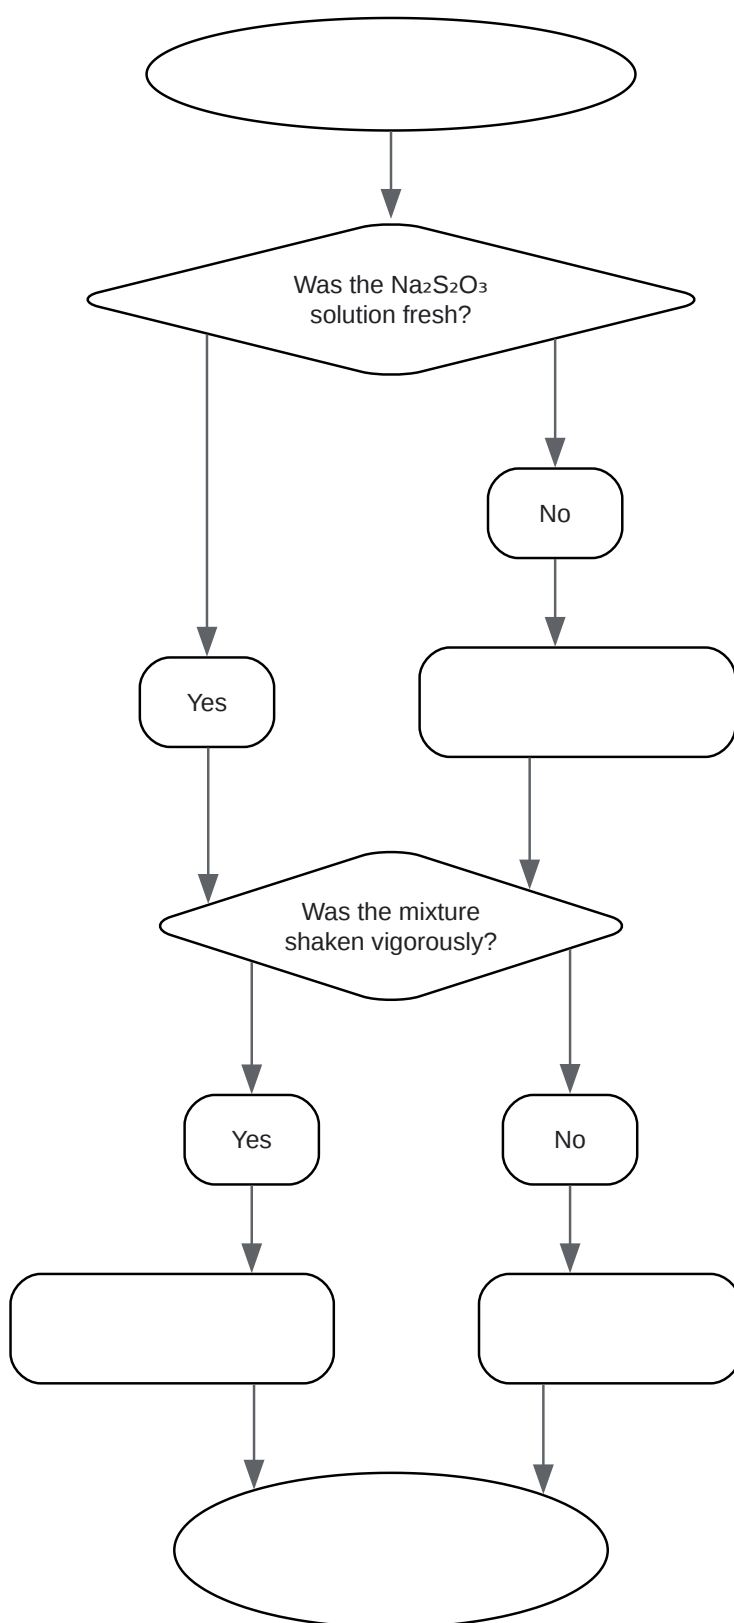 Was the Na₂S₂O₃
solution fresh?
No
Yes
Was the mixture
shaken vigorously?
Yes
No